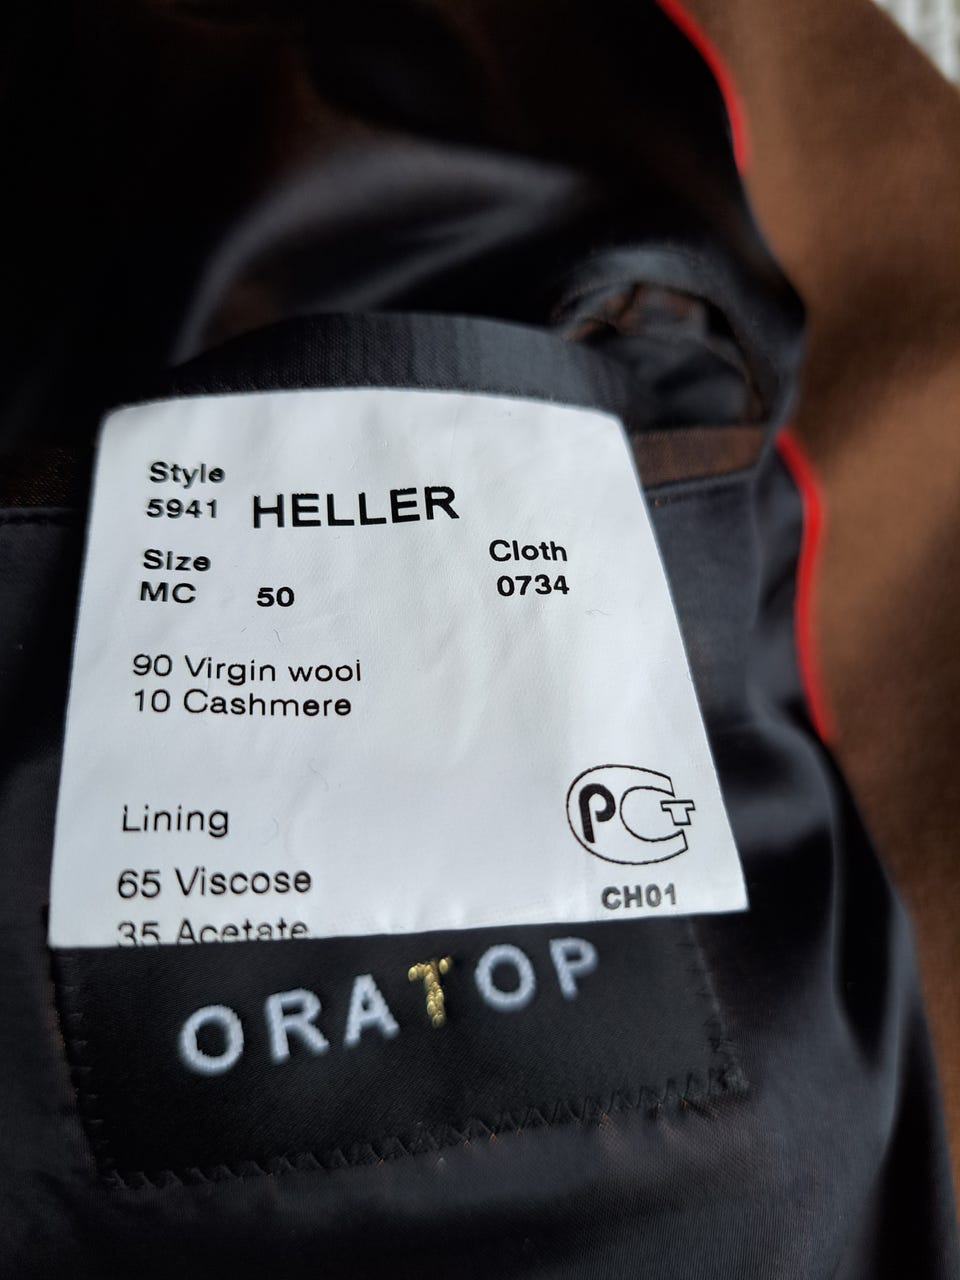 Style
5941 HELLER
Size Cloth
MC 50 0734
90 Virgin wool
10 Cashmere
Lining
65 Viscose
35 Acetate
РСТ
CH01
ORATOP